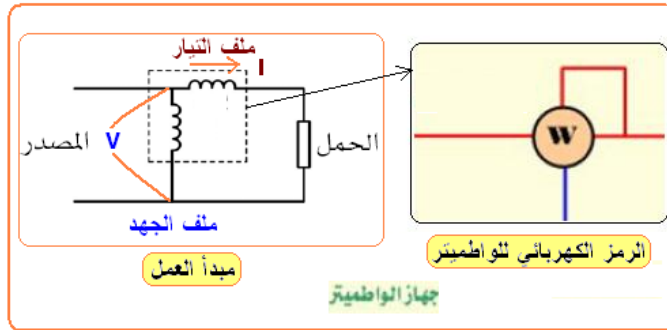 ملف التيار
I
المصدر
V
الحمل
ملف الجهد
مبدأ العمل
W
الرمز الكهربائي للواطميتر
جهاز الواطميتر